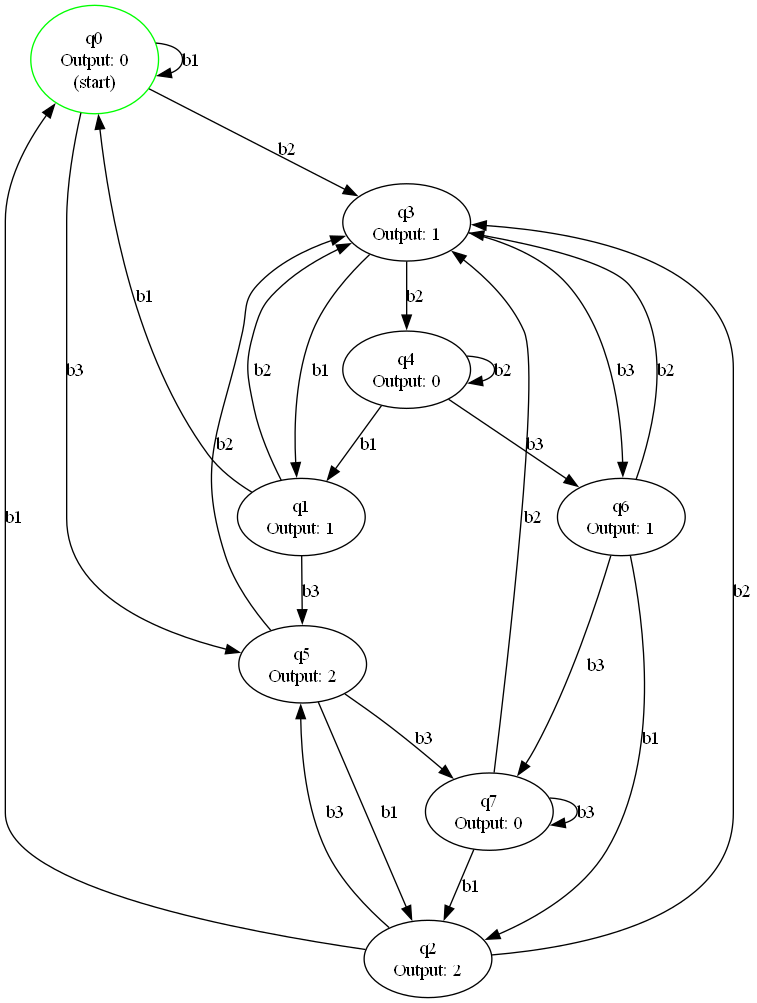 q0
Output: 0
(start)
b1
b2
q3
Output: 1
b1
b2
b3
b2
b1
b3
b2
q4
Output: 0
b2
b2
b1
b3
q1
Output: 1
q6
Output: 1
b1
b2
b3
b2
q5
Output: 2
b3
b1
b3
b3
b1
q7
Output: 0
b3
b1
q2
Output: 2